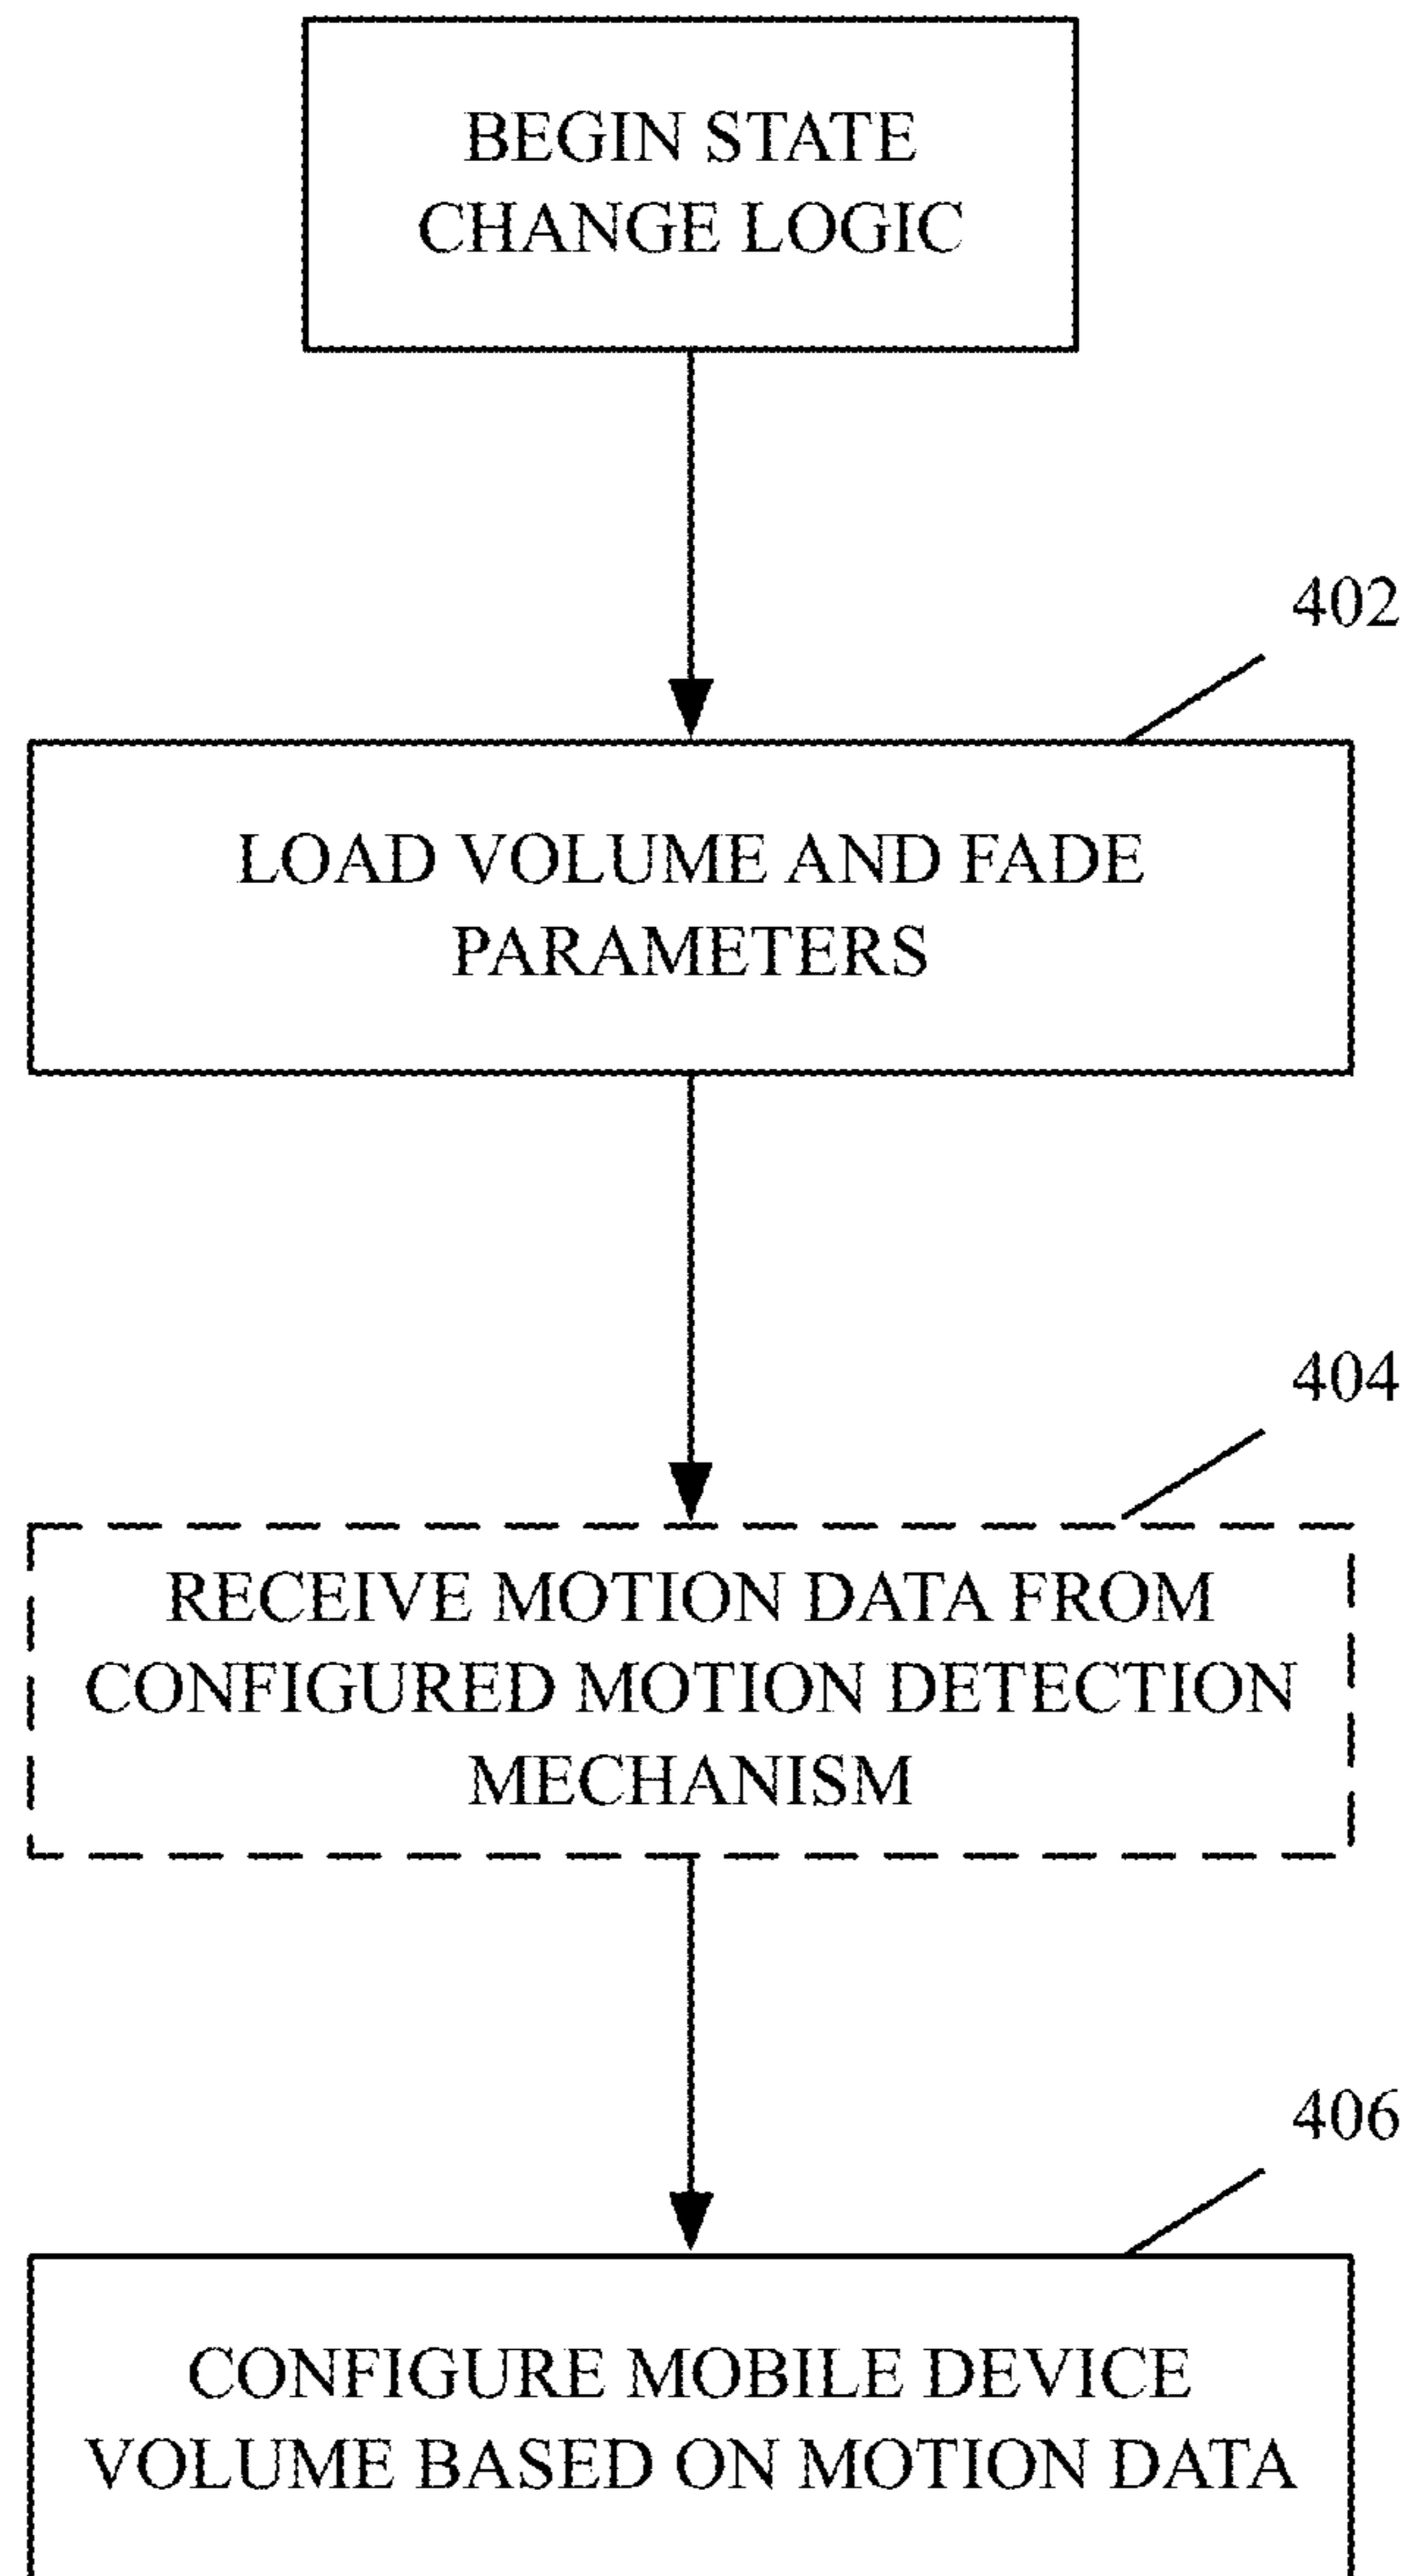 BEGIN STATE
CHANGE LOGIC
402
LOAD VOLUME AND FADE
PARAMETERS
404
RECEIVE MOTION DATA FROM
CONFIGURED MOTION DETECTION
MECHANISM
406
CONFIGURE MOBILE DEVICE
VOLUME BASED ON MOTION DATA